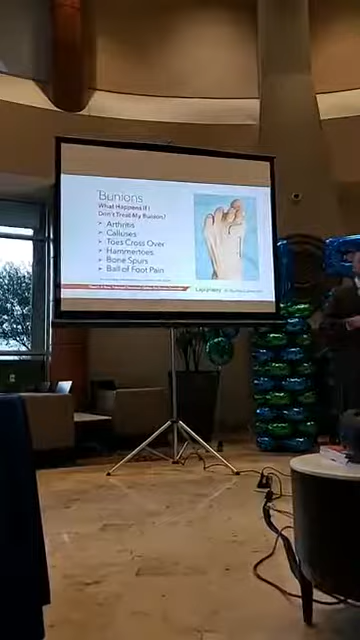 Bunions
What Happens If I
Don't Treat My Bunion?
Arthritis
Calluses
Toes Cross Over
Hammertoes
Bone Spurs
Ball of Foot Pain
Lapiplasty